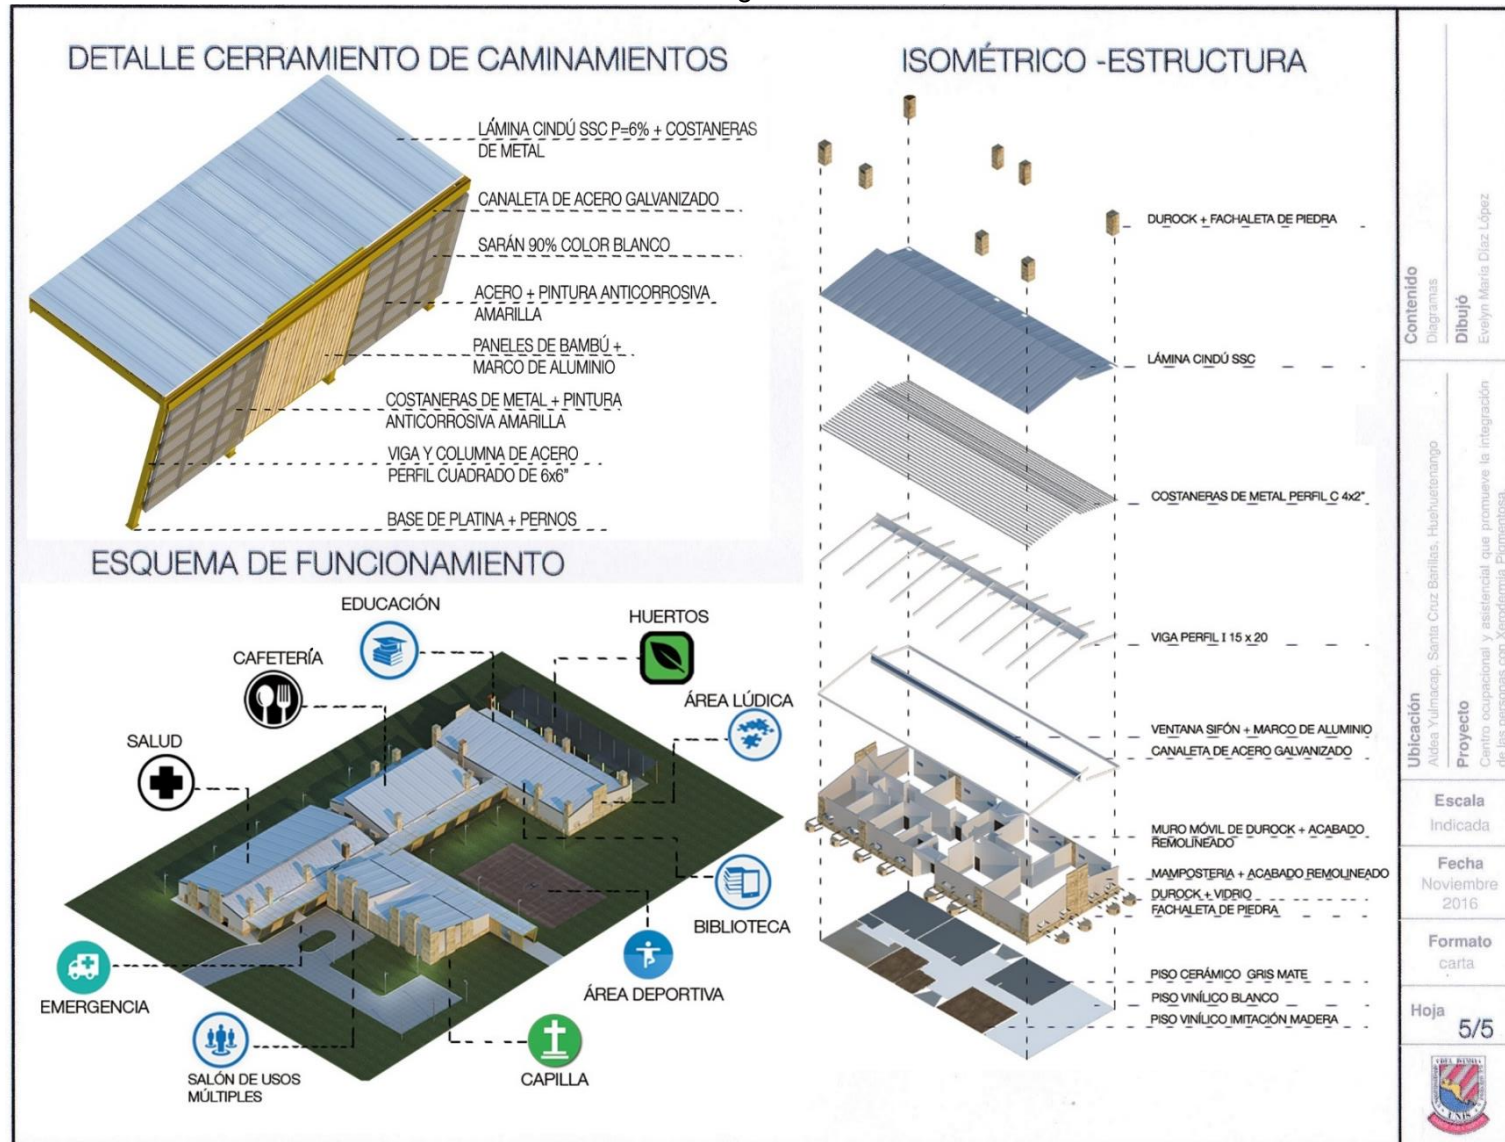 DETALLE CERRAMIENTO DE CAMINAMIENTOS
LÁMINA CINDÚ SSC P=6% + COSTANERAS
DE METAL
CANALETA DE ACERO GALVANIZADO
SARÁN 90% COLOR BLANCO
ACERO + PINTURA ANTICORROSIVA
AMARILLA
PANELES DE BAMBÚ +
MARCO DE ALUMINIO
COSTANERAS DE METAL + PINTURA
ANTICORROSIVA AMARILLA
VIGA Y COLUMNA DE ACERO
PERFIL CUADRADO DE 6x6"
BASE DE PLATINA + PERNOS
ESQUEMA DE FUNCIONAMIENTO
EDUCACIÓN
HUERTOS
CAFETERÍA
ÁREA LÚDICA
SALUD
BIBLIOTECA
ÁREA DEPORTIVA
EMERGENCIA
SALÓN DE USOS
MÚLTIPLES
CAPILLA
ISOMÉTRICO -ESTRUCTURA
DUROCK + FACHALETA DE PIEDRA
LÁMINA CINDÚ SSC
COSTANERAS DE METAL PERFIL C 4x2"
VIGA PERFIL I 15 x 20
VENTANA SIFÓN + MARCO DE ALUMINIO
CANALETA DE ACERO GALVANIZADO
MURO MÓVIL DE DUROCK + ACABADO
REMOLINEADO
MAMPOSTERIA + ACABADO REMOLINEADO
DUROCK + VIDRIO
FACHALETA DE PIEDRA
PISO CERÁMICO GRIS MATE
PISO VINÍLICO BLANCO
PISO VINÍLICO IMITACIÓN MADERA
Contenido
Diagramas
Dibujó
Evelyn María Díaz López
Ubicación
Aldea Yulmacap, Santa Cruz Barillas, Huehuetenango
Proyecto
Centro ocupacional y asistencial que promueve la integración
de las personas con Xerodermia Pigmentosa.
Escala
Indicada
Fecha
Noviembre
2016
Formato
carta
Hoja
5/5
UNIS